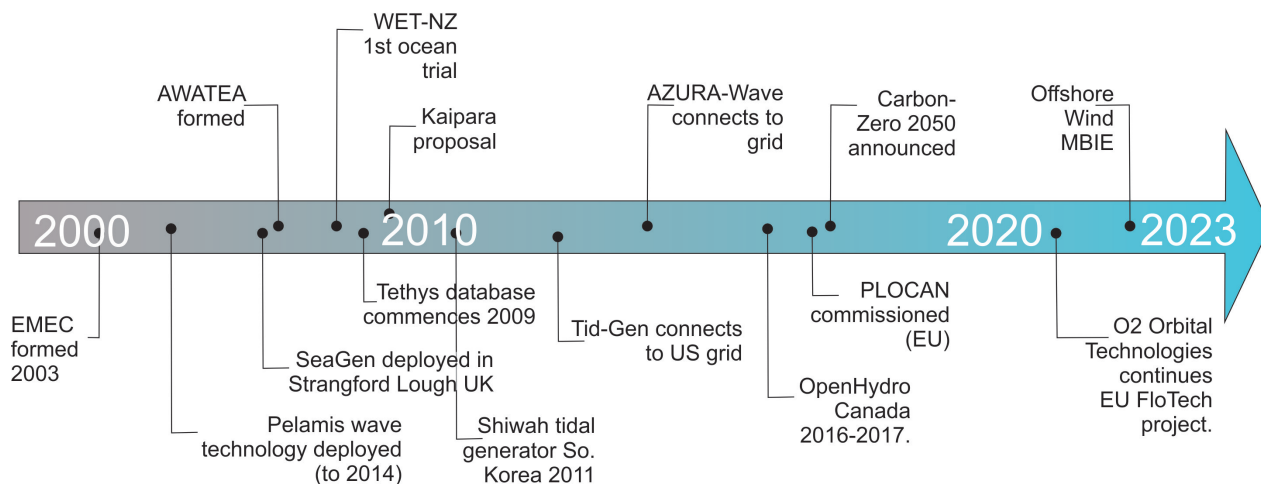 WET-NZ
1st ocean
trial
AWATEA
formed
Kaipara
proposal
AZURA-Wave
connects to
grid
Carbon-
Zero 2050
announced
Offshore
Wind
MBIE
2000
2010
2020
2023
EMEC
formed
2003
Pelamis wave
technology deployed
(to 2014)
SeaGen deployed in
Strangford Lough UK
Tethys database
commences 2009
Shiwah tidal
generator So.
Korea 2011
Tid-Gen connects
to US grid
OpenHydro
Canada
2016-2017.
PLOCAN
commissioned
(EU)
O2 Orbital
Technologies
continues
EU FloTech
project.